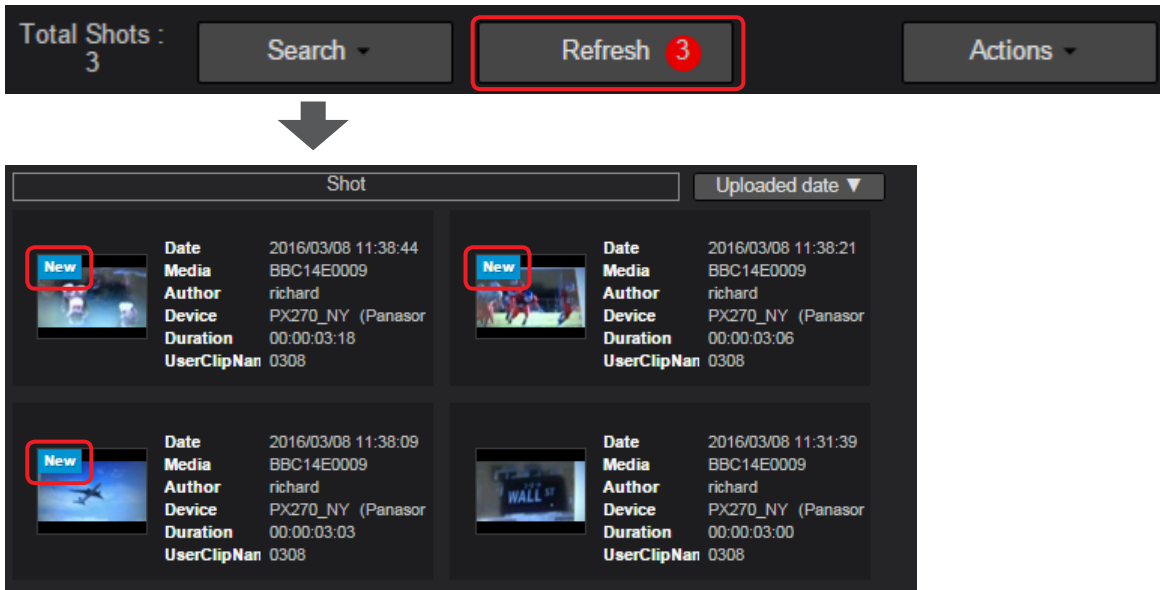 Total Shots :
3
Search
Refresh 3
Actions
Shot
Uploaded date ▼
New
Date 2016/03/08 11:38:44
Media BBC14E0009
Author richard
Device PX270_NY (Panasor
Duration 00:00:03:18
UserClipNan 0308
New
Date 2016/03/08 11:38:21
Media BBC14E0009
Author richard
Device PX270_NY (Panasor
Duration 00:00:03:06
UserClipNan 0308
New
Date 2016/03/08 11:38:09
Media BBC14E0009
Author richard
Device PX270_NY (Panasor
Duration 00:00:03:03
UserClipNan 0308
WALL ST
Date 2016/03/08 11:31:39
Media BBC14E0009
Author richard
Device PX270_NY (Panasor
Duration 00:00:03:00
UserClipNan 0308